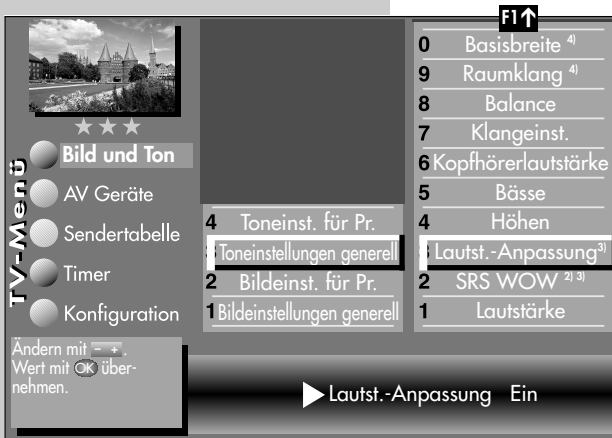 F1↑
TV-Menü
Bild und Ton
AV Geräte
Sendertabelle
Timer
Konfiguration
Ändern mit - + .
Wert mit OK über-
nehmen.
4 Toneinst. für Pr.
3 Toneinstellungen generell
2 Bildeinst. für Pr.
1 Bildeinstellungen generell
0 Basisbreite 4)
9 Raumklang 4)
8 Balance
7 Klangeinst.
6 Kopfhörerlautstärke
5 Bässe
4 Höhen
3 Lautst.-Anpassung 3)
2 SRS WOW 2) 3)
1 Lautstärke
Lautst.-Anpassung Ein